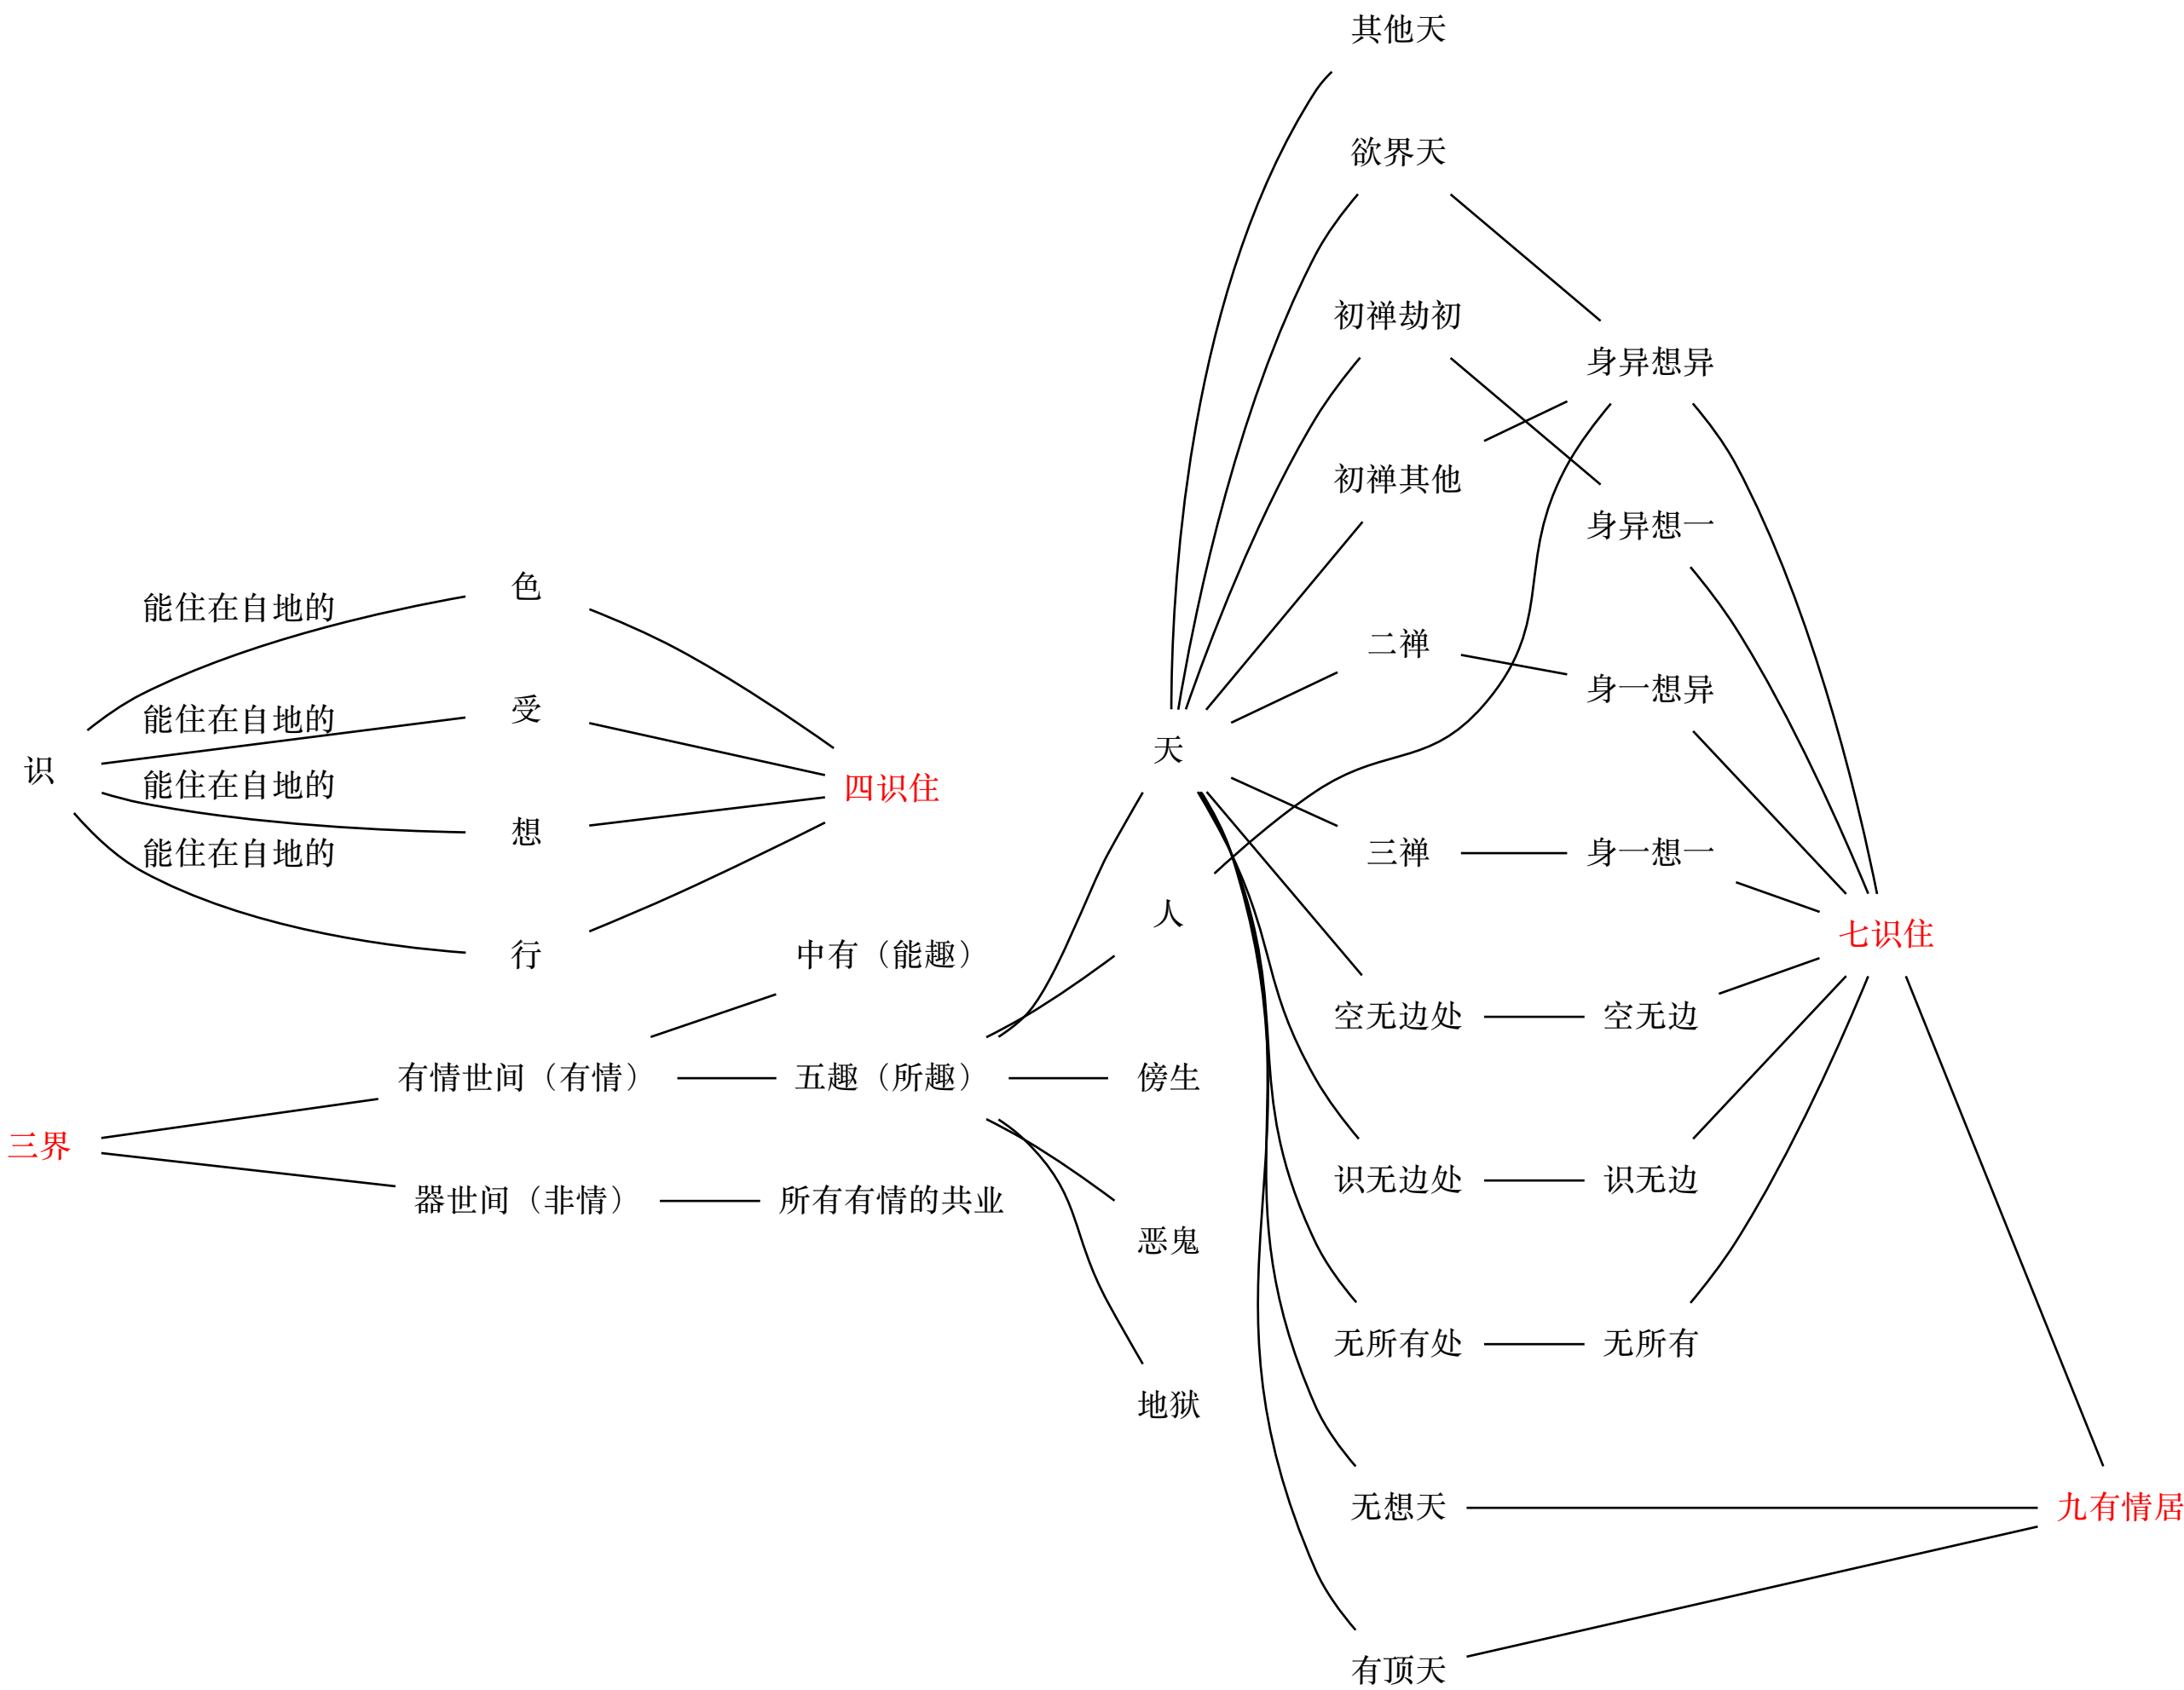 其他天
欲界天
初禅劫初
身异想异
初禅其他
身异想一
色
能住在自地的
二禅
身一想异
受
能住在自地的
天
识
能住在自地的
四识住
想
能住在自地的
三禅
身一想一
人
七识住
行
中有（能趣）
空无边处
空无边
有情世间（有情）
五趣（所趣）
傍生
三界
识无边处
识无边
器世间（非情）
所有有情的共业
恶鬼
无所有处
无所有
地狱
无想天
九有情居
有顶天